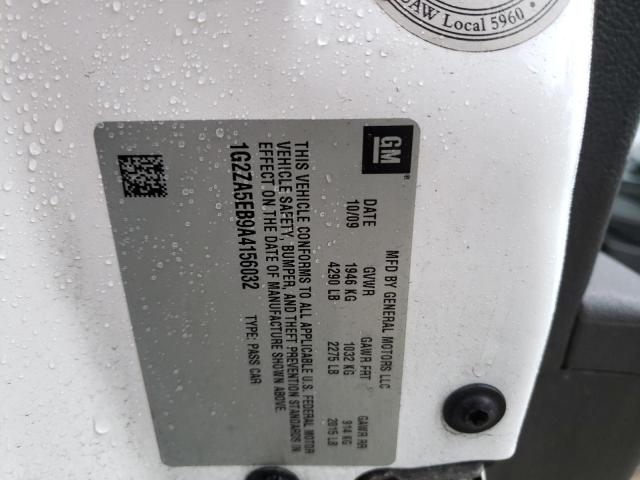 UAW Local 5960
GM
MFD BY GENERAL MOTORS LLC
DATE GVWR GAWR FRT GAWR RR
10/09 1946 KG 1032 KG 914 KG
4290 LB 2275 LB 2015 LB
THIS VEHICLE CONFORMS TO ALL APPLICABLE U.S. FEDERAL MOTOR
VEHICLE SAFETY, BUMPER, AND THEFT PREVENTION STANDARDS IN
EFFECT ON THE DATE OF MANUFACTURE SHOWN ABOVE.
1G2ZA5EB9A4156032 TYPE: PASS CAR